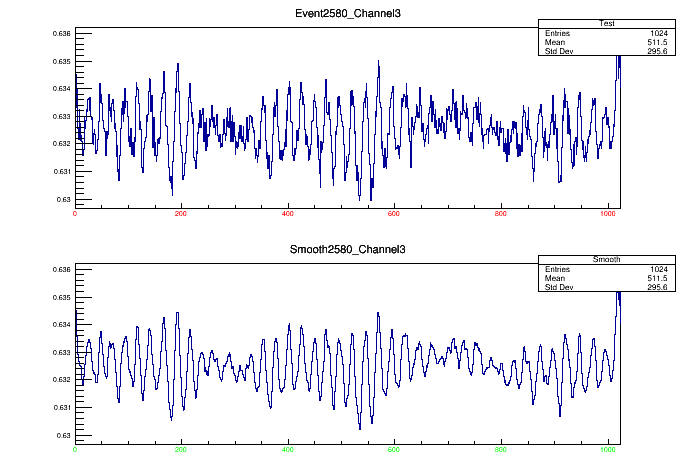 Event2580_Channel3
Test
Entries 1024
Mean 511.5
Std Dev 295.6
0.636
0.635
0.634
0.633
0.632
0.631
0.63
0 200 400 600 800 1000
Smooth2580_Channel3
Smooth
Entries 1024
Mean 511.5
Std Dev 295.6
0.636
0.635
0.634
0.633
0.632
0.631
0.63
0 200 400 600 800 1000